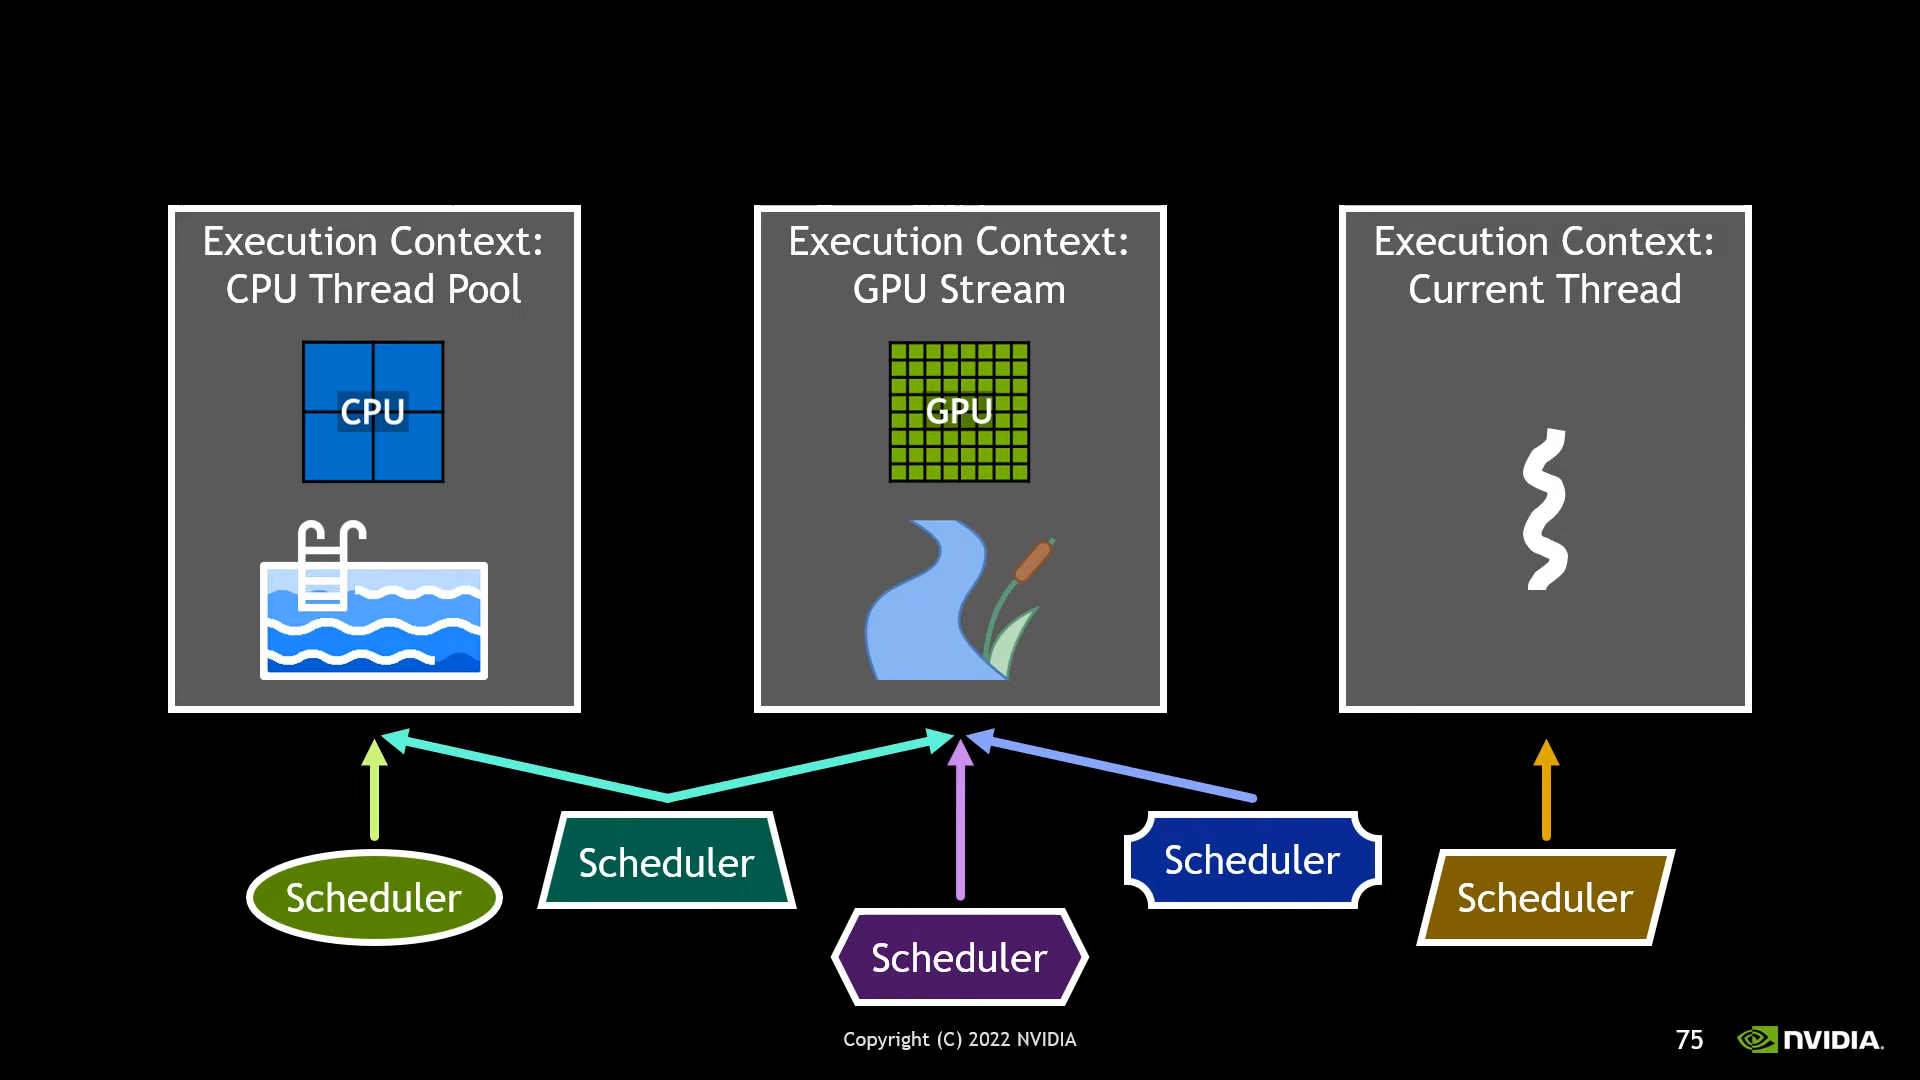 Execution Context:
CPU Thread Pool
CPU
Execution Context:
GPU Stream
GPU
Execution Context:
Current Thread
Scheduler
Scheduler
Scheduler
Scheduler
Scheduler
Copyright (C) 2022 NVIDIA
75
NVIDIA.